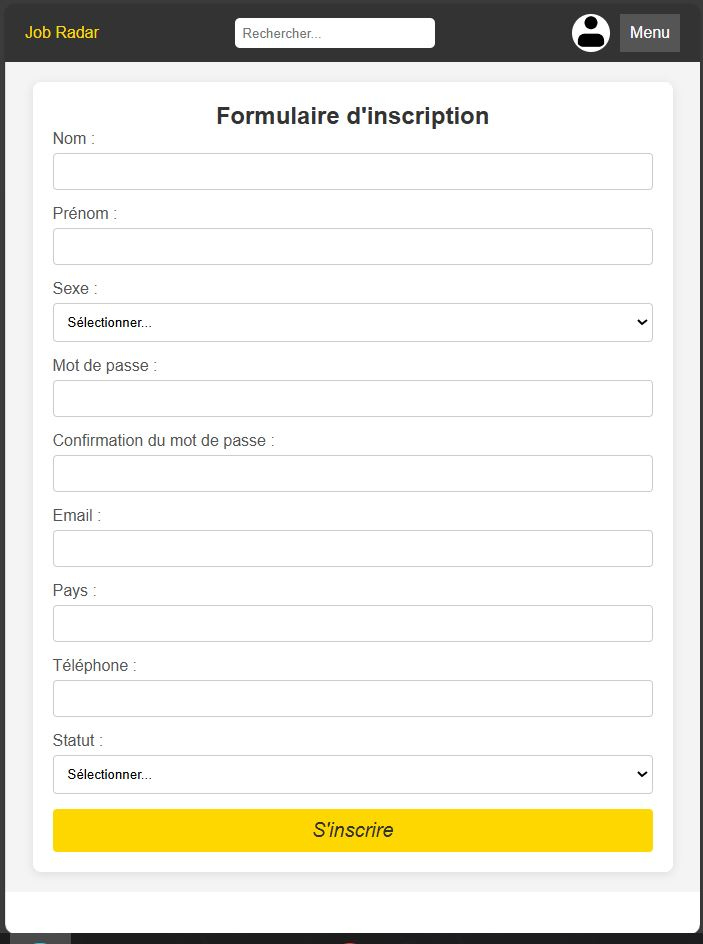 Job Radar
Rechercher...
Menu
Formulaire d'inscription
Nom :
Prénom :
Sexe :
Sélectionner...
Mot de passe :
Confirmation du mot de passe :
Email :
Pays :
Téléphone :
Statut :
Sélectionner...
S'inscrire